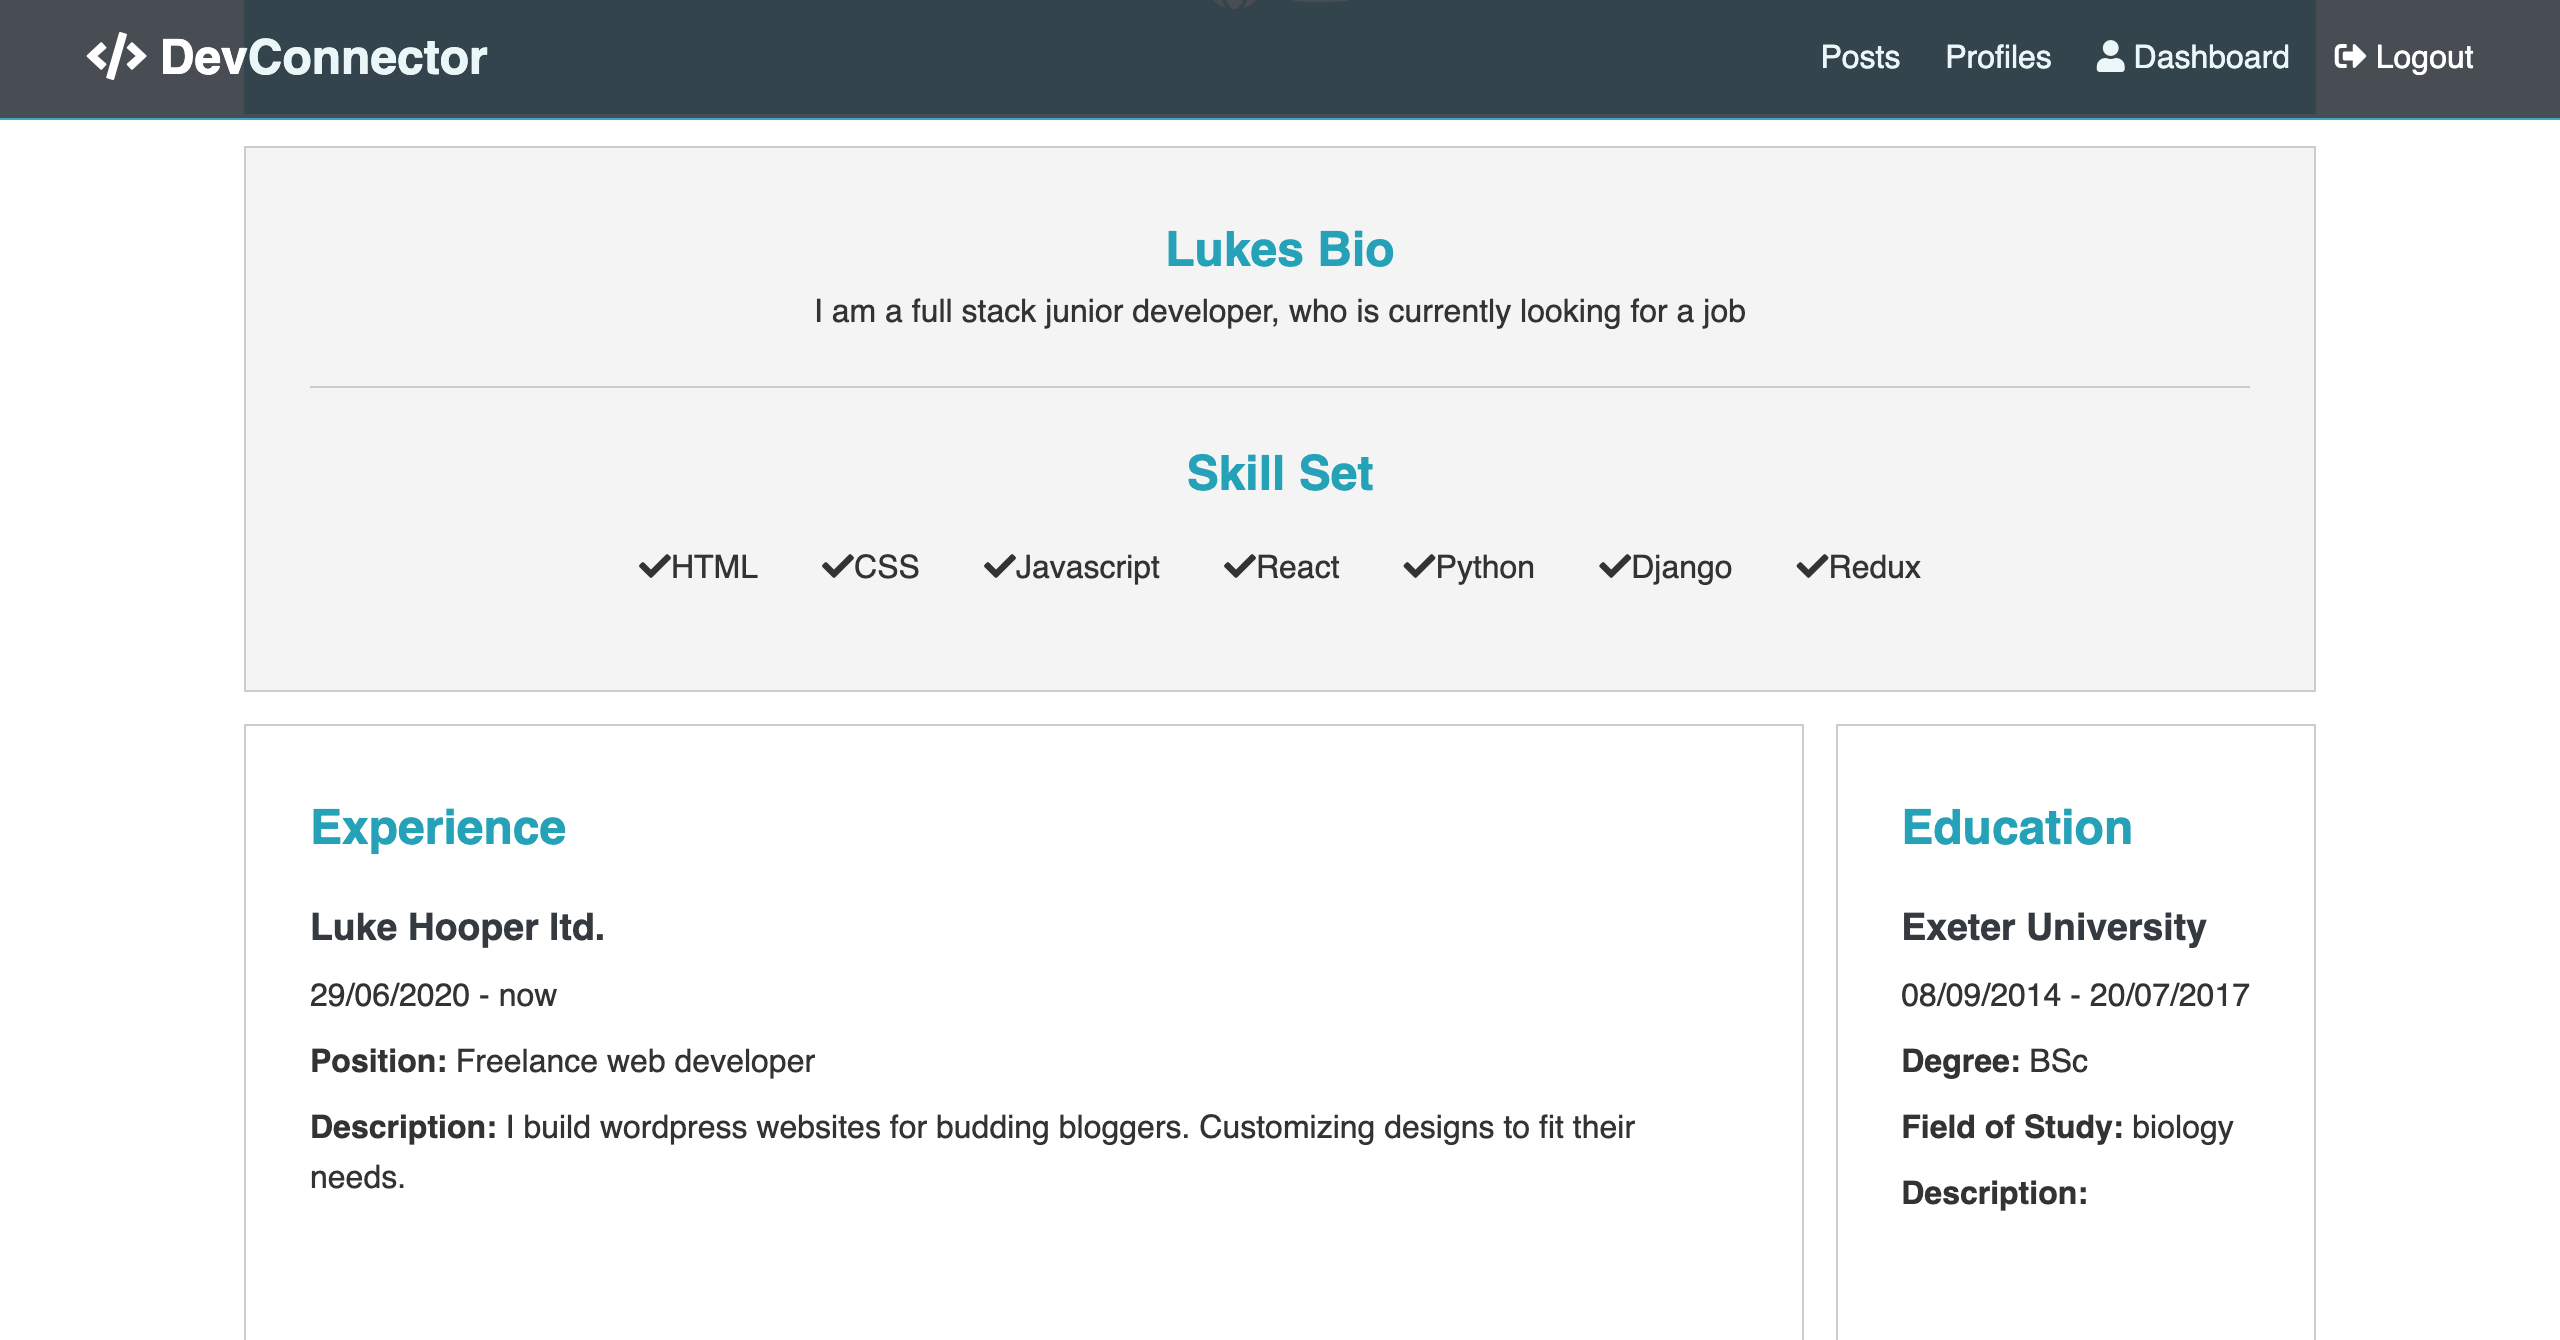 DevConnector
Posts Profiles Dashboard Logout
Lukes Bio
I am a full stack junior developer, who is currently looking for a job
Skill Set
HTML CSS Javascript React Python Django Redux
Experience
Luke Hooper ltd.
29/06/2020 - now
Position: Freelance web developer
Description: I build wordpress websites for budding bloggers. Customizing designs to fit their
needs.
Education
Exeter University
08/09/2014 - 20/07/2017
Degree: BSc
Field of Study: biology
Description: